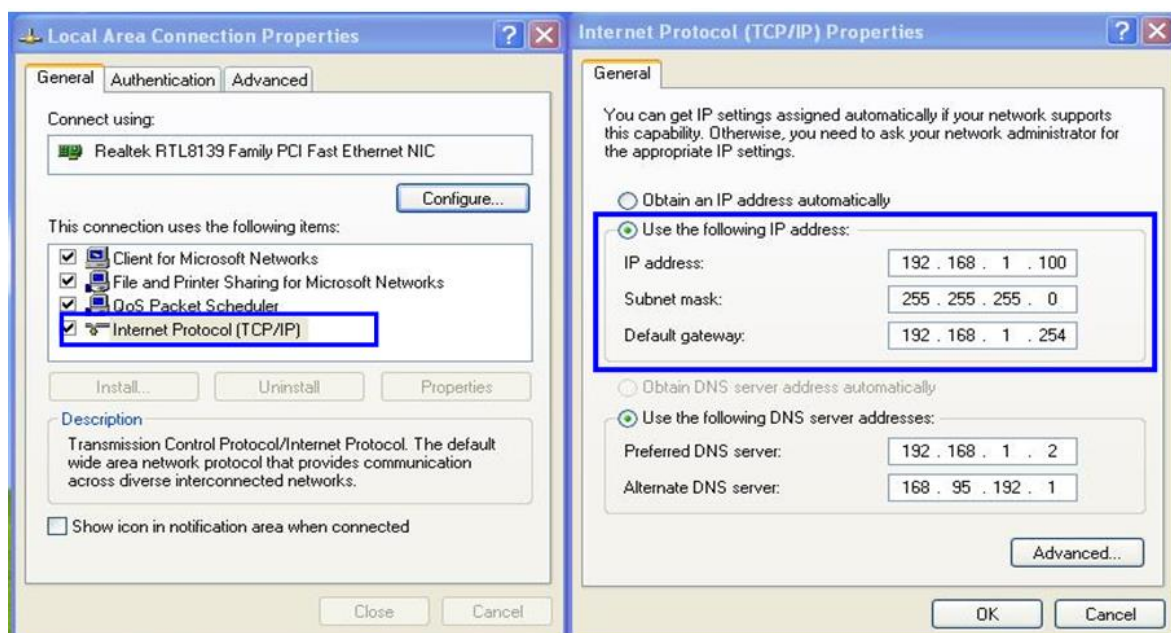 Local Area Connection Properties
General
Authentication
Advanced
Connect using:
Realtek RTL8139 Family PCI Fast Ethernet NIC
Configure...
This connection uses the following items:
Client for Microsoft Networks
File and Printer Sharing for Microsoft Networks
QoS Packet Scheduler
Internet Protocol (TCP/IP)
Install...
Uninstall
Properties
Description
Transmission Control Protocol/Internet Protocol. The default
wide area network protocol that provides communication
across diverse interconnected networks.
Show icon in notification area when connected
Close
Cancel
Internet Protocol (TCP/IP) Properties
General
You can get IP settings assigned automatically if your network supports
this capability. Otherwise, you need to ask your network administrator for
the appropriate IP settings.
Obtain an IP address automatically
Use the following IP address:
IP address: 192 . 168 . 1 . 100
Subnet mask: 255 . 255 . 255 . 0
Default gateway: 192 . 168 . 1 . 254
Obtain DNS server address automatically
Use the following DNS server addresses:
Preferred DNS server: 192 . 168 . 1 . 2
Alternate DNS server: 168 . 95 . 192 . 1
Advanced...
OK
Cancel